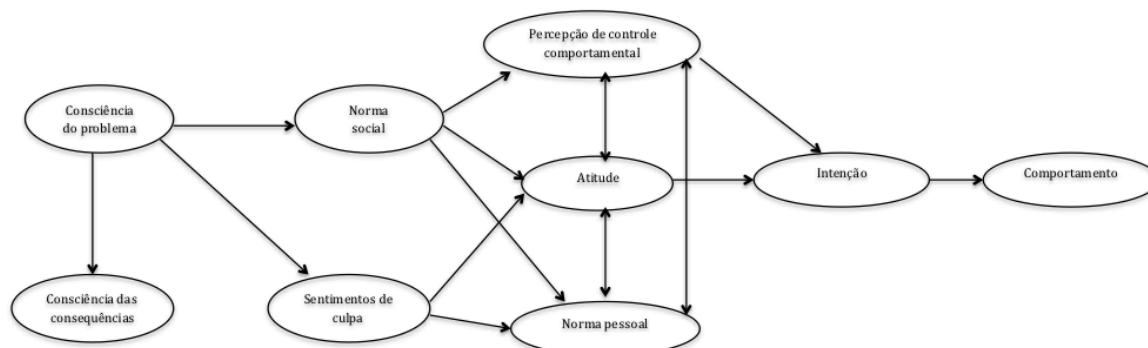 Percepção de controle
comportamental
Consciência
do problema
Norma
social
Atitude
Intenção
Comportamento
Consciência das
consequências
Sentimentos de
culpa
Norma pessoal